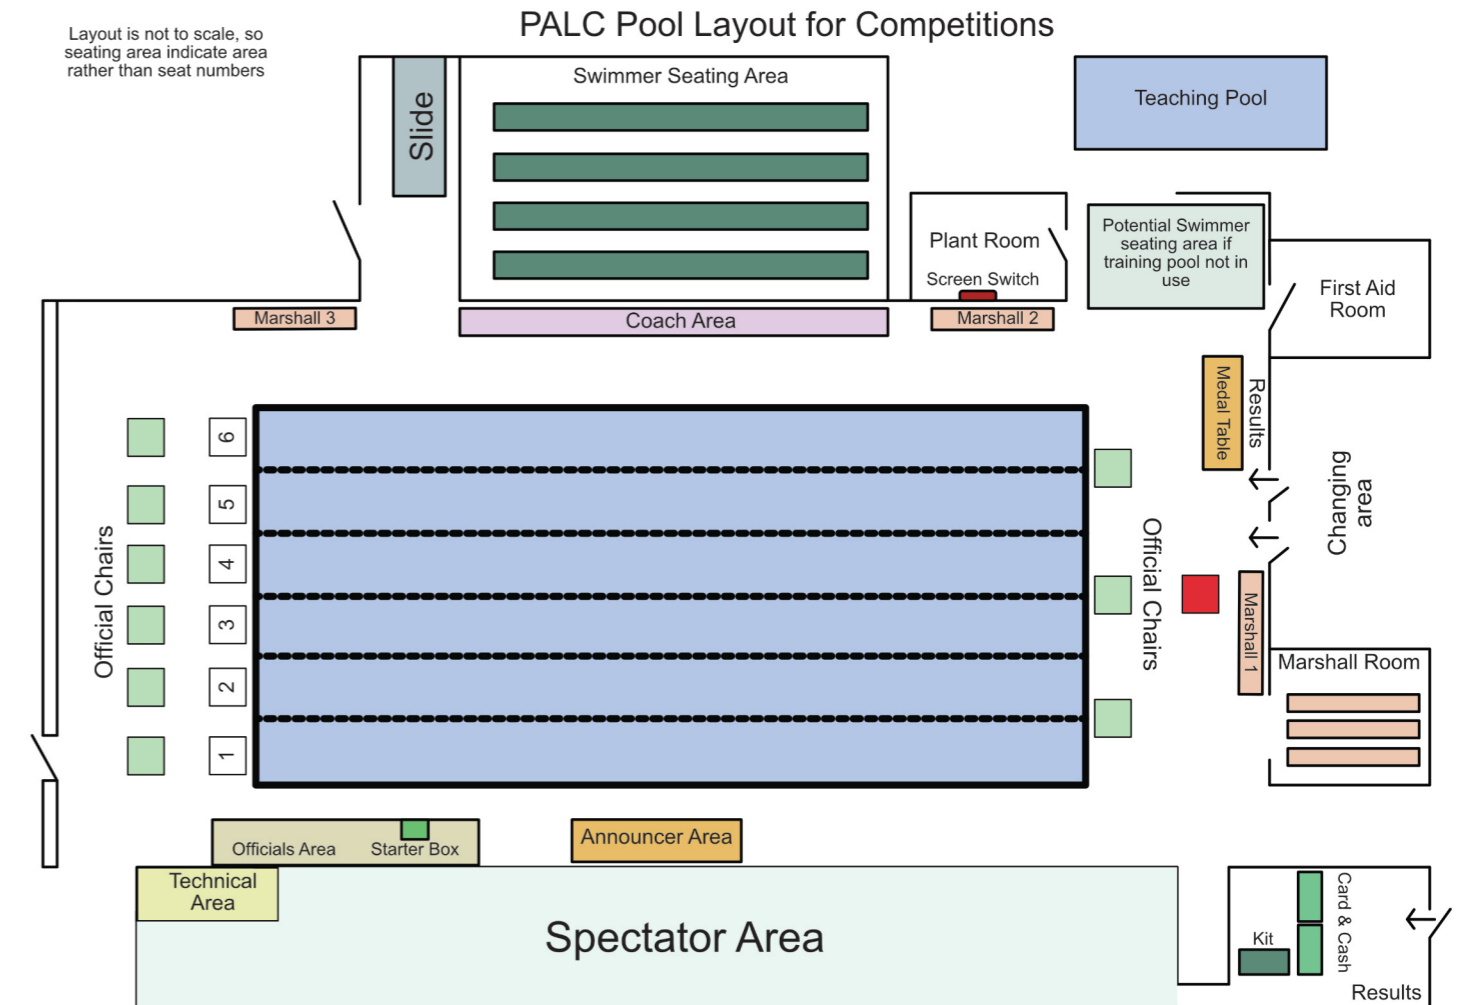 PALC Pool Layout for Competitions
Layout is not to scale, so
seating area indicate area
rather than seat numbers
Slide
Swimmer Seating Area
Teaching Pool
Plant Room
Screen Switch
Potential Swimmer
seating area if
training pool not in
use
First Aid
Room
Marshall 3
Coach Area
Marshall 2
Medal Table
Results
Changing
area
Official Chairs
6
5
4
3
2
1
Official Chairs
Marshall 1
Marshall Room
Officials Area
Starter Box
Announcer Area
Technical
Area
Spectator Area
Kit
Card & Cash
Results